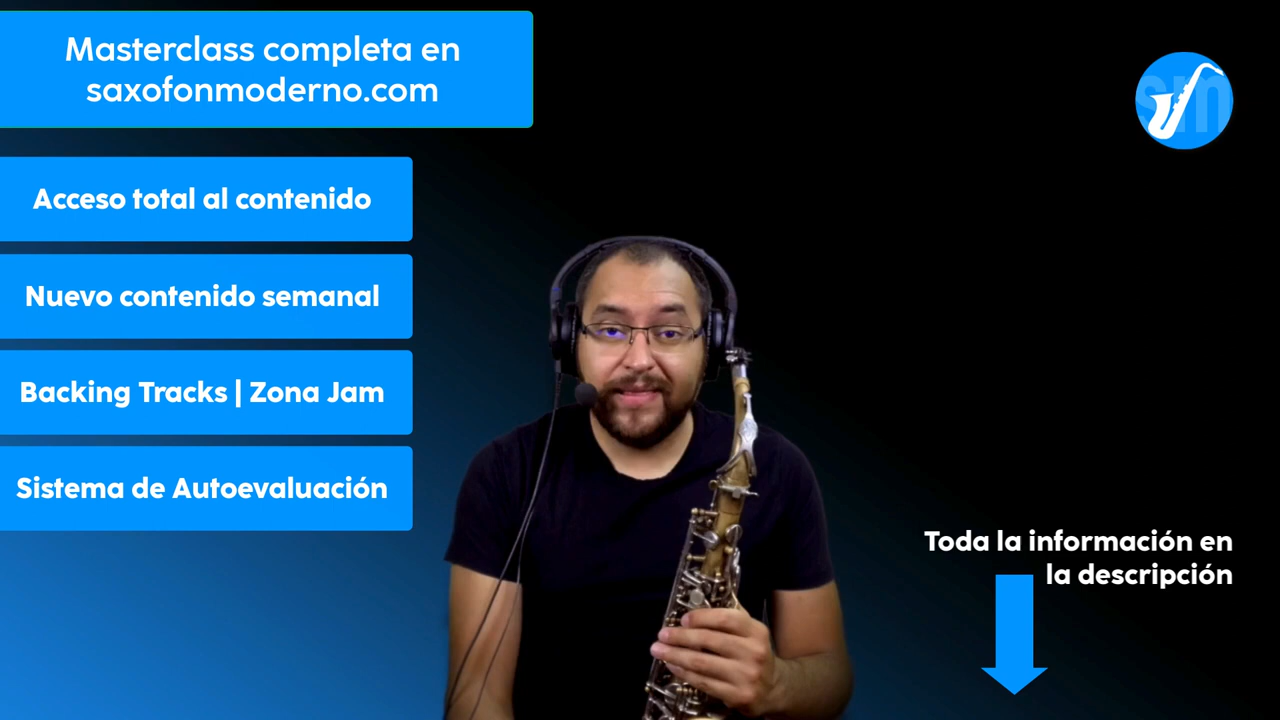 Masterclass completa en
saxofonmoderno.com
sm
Acceso total al contenido
Nuevo contenido semanal
Backing Tracks | Zona Jam
Sistema de Autoevaluación
Toda la información en
la descripción